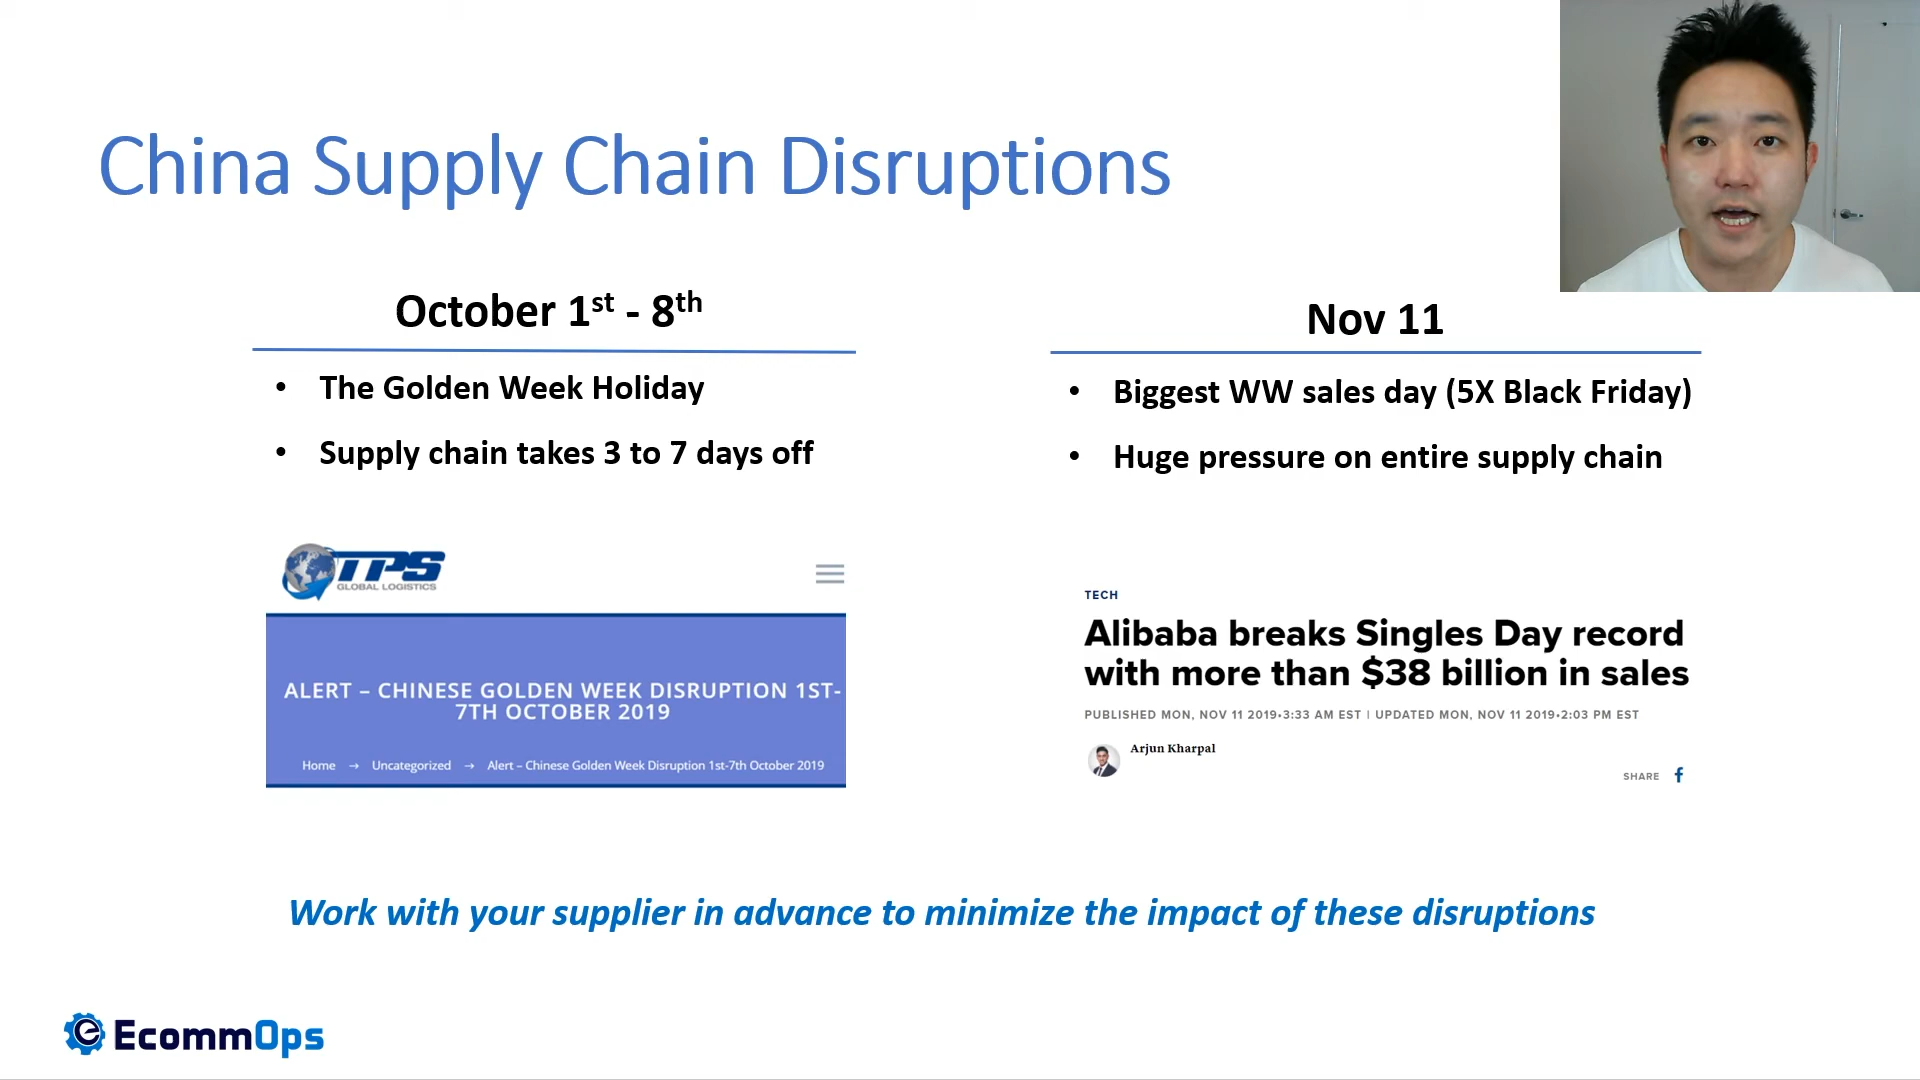 China Supply Chain Disruptions
October 1st - 8th
• The Golden Week Holiday
• Supply chain takes 3 to 7 days off
TPS
GLOBAL LOGISTICS
ALERT – CHINESE GOLDEN WEEK DISRUPTION 1ST-
7TH OCTOBER 2019
Home → Uncategorized → Alert – Chinese Golden Week Disruption 1st-7th October 2019
Nov 11
• Biggest WW sales day (5X Black Friday)
• Huge pressure on entire supply chain
TECH
Alibaba breaks Singles Day record
with more than $38 billion in sales
PUBLISHED MON, NOV 11 2019•3:33 AM EST | UPDATED MON, NOV 11 2019•2:03 PM EST
Arjun Kharpal
SHARE f
Work with your supplier in advance to minimize the impact of these disruptions
EcommOps